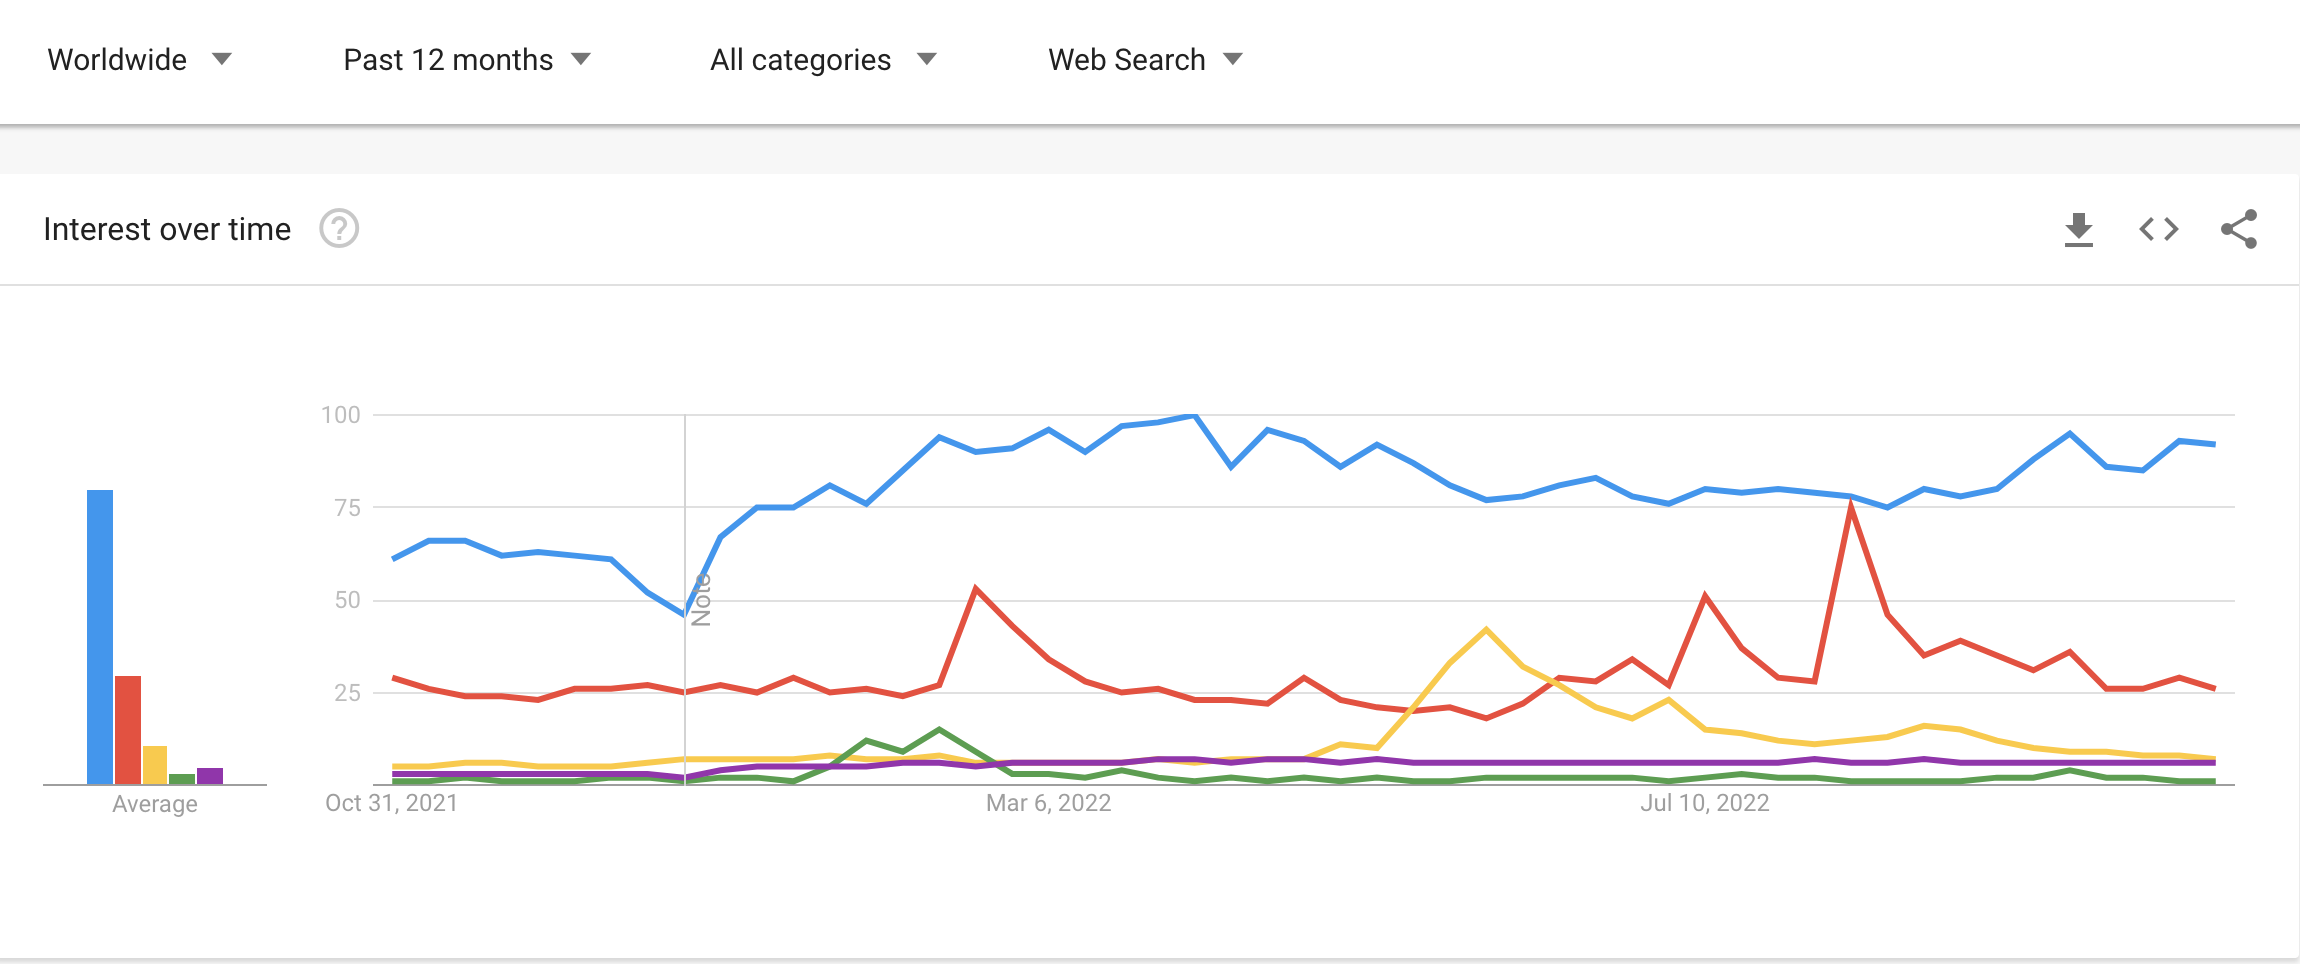 Worldwide Past 12 months All categories Web Search
Interest over time ?
100
75
50
25
Note
Average
Oct 31, 2021 Mar 6, 2022 Jul 10, 2022